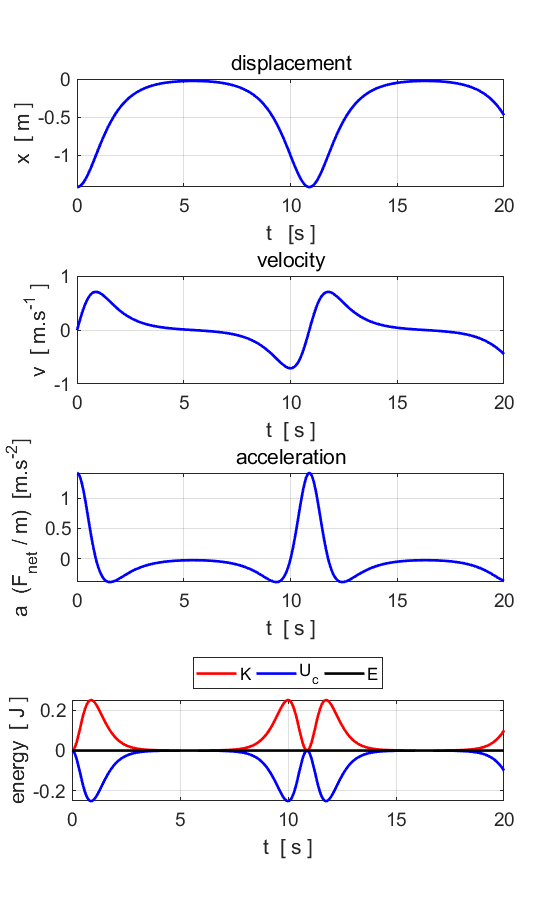 displacement
0
-0.5
-1
x [ m ]
0 5 10 15 20
t [s ]
velocity
1
0
-1
v [ m.s-1 ]
0 5 10 15 20
t [ s ]
acceleration
1
0.5
0
a (Fnet / m) [m.s-2]
0 5 10 15 20
t [ s ]
K Uc E
0.2
0
-0.2
energy [ J ]
0 5 10 15 20
t [ s ]